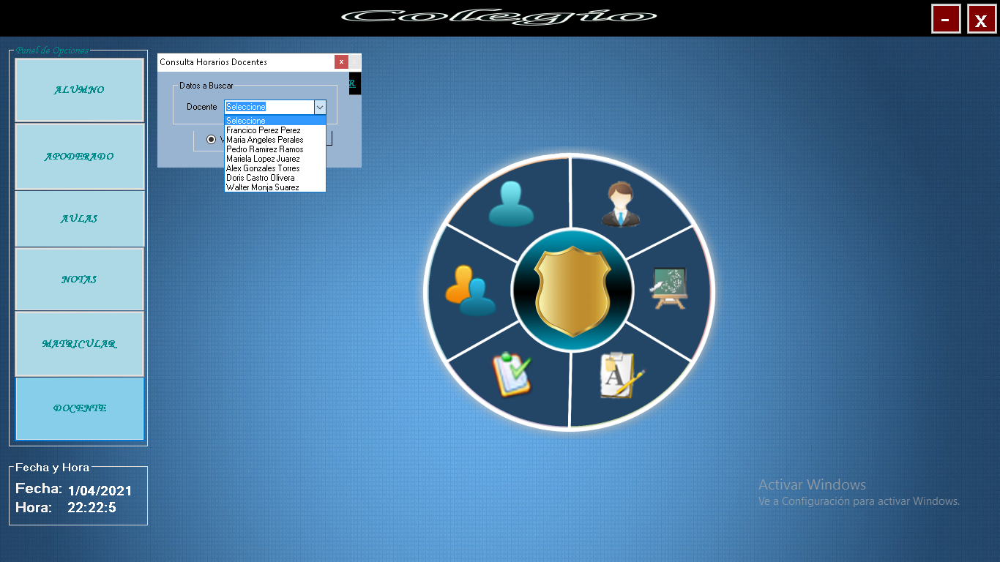 Colegio
-
x
Panel de Opciones
ALUMNO
APODERADO
AULAS
NOTAS
MATRICULAR
DOCENTE
Fecha y Hora
Fecha: 1/04/2021
Hora: 22:22:5
Consulta Horarios Docentes
x
R
Datos a Buscar
Docente Seleccione
Seleccione
Francico Perez Perez
Maria Angeles Perales
Pedro Ramirez Ramos
Mariela Lopez Juarez
Alex Gonzales Torres
Doris Castro Olivera
Walter Monja Suarez
A
Activar Windows
Ve a Configuración para activar Windows.